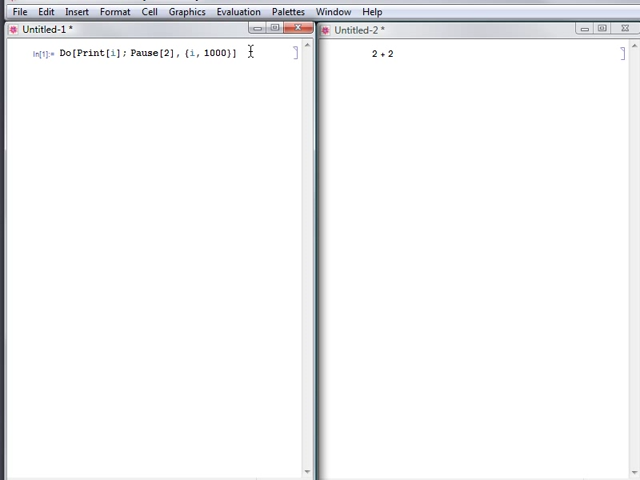 File Edit Insert Format Cell Graphics Evaluation Palettes Window Help
Untitled-1 *
In[1]:= Do[Print[i]; Pause[2], {i, 1000}]
Untitled-2 *
2 + 2